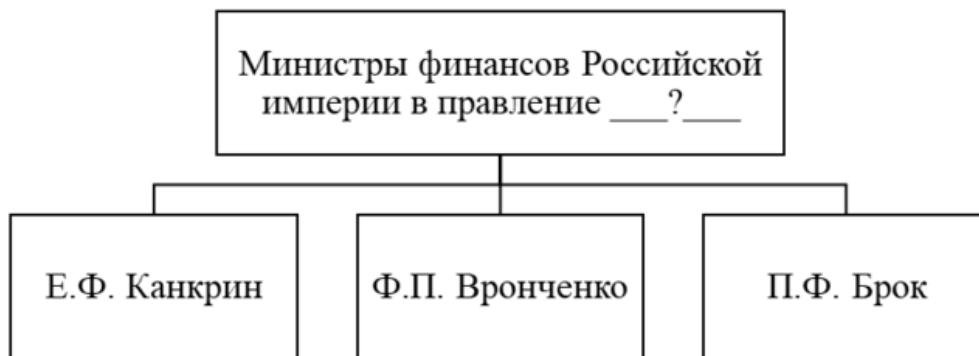 Министры финансов Российской
империи в правление ___?___
Е.Ф. Канкрин
Ф.П. Вронченко
П.Ф. Брок